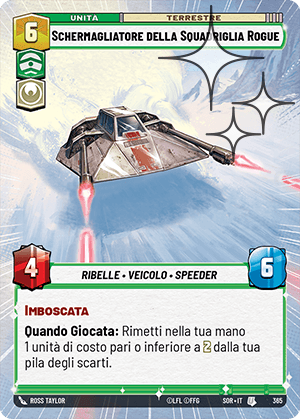 UNITÀ
TERRESTRE
6
SCHERMAGLIATORE DELLA SQUADRIGLIA ROGUE
4
RIBELLE • VEICOLO • SPEEDER
6
IMBOSCATA
Quando Giocata: Rimetti nella tua mano
1 unità di costo pari o inferiore a 2 dalla tua
pila degli scarti.
ROSS TAYLOR
©LFL ©FFG
SOR • IT
365